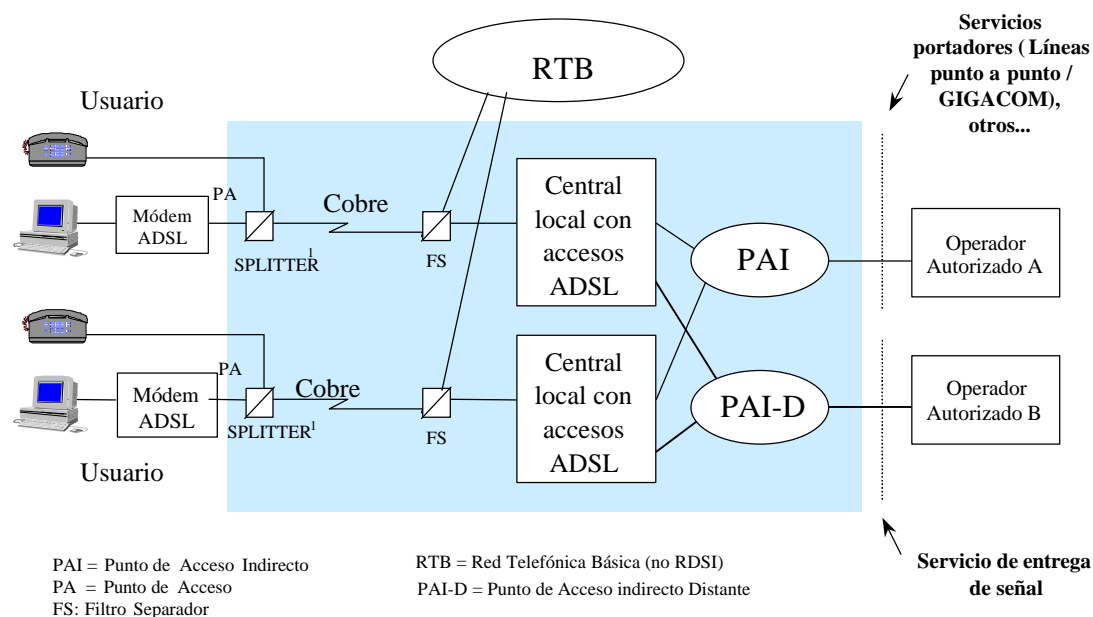 Servicios
portadores ( Líneas
punto a punto /
GIGACOM),
otros...
RTB
Usuario
PA
Módem
ADSL
SPLITTER1
Cobre
FS
Central
local con
accesos
ADSL
PAI
Operador
Autorizado A
PA
Módem
ADSL
SPLITTER1
Cobre
FS
Central
local con
accesos
ADSL
PAI-D
Operador
Autorizado B
Usuario
Servicio de entrega
de señal
PAI = Punto de Acceso Indirecto
PA = Punto de Acceso
FS: Filtro Separador
RTB = Red Telefónica Básica (no RDSI)
PAI-D = Punto de Acceso indirecto Distante